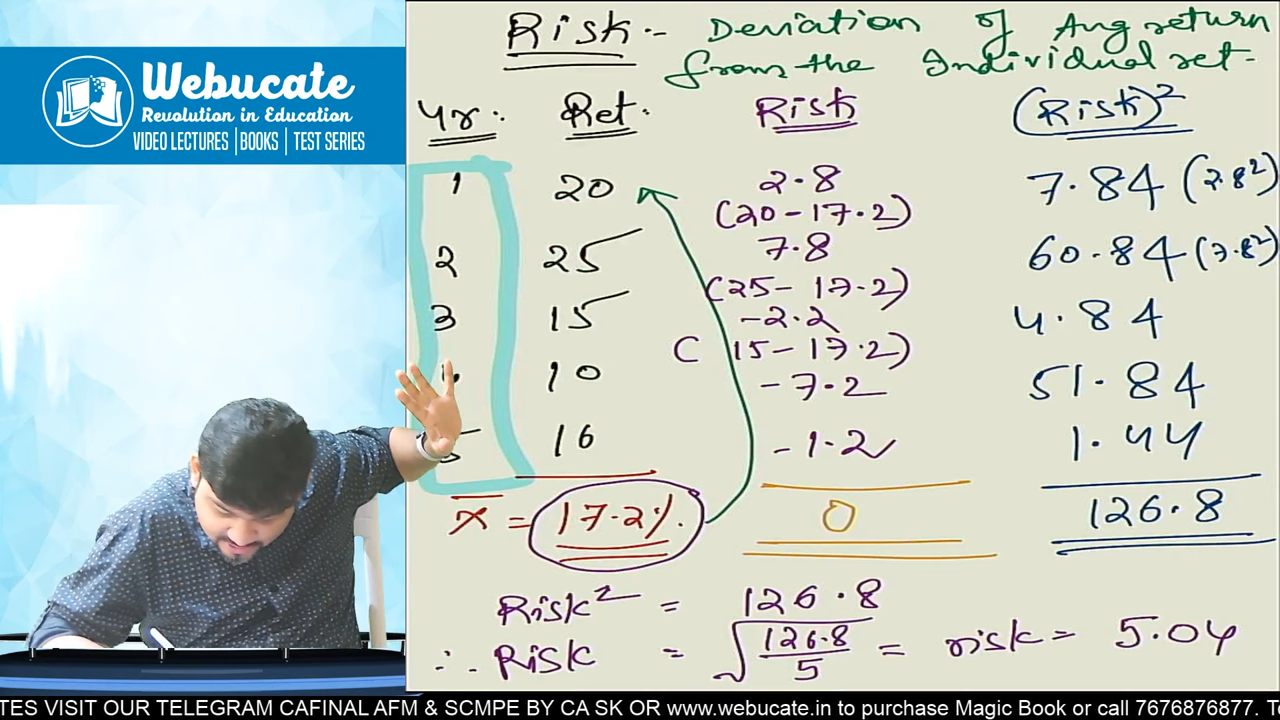 Webucate
Revolution in Education
VIDEO LECTURES | BOOKS | TEST SERIES
Risk:- Deviation of Avg return
from the Individual ret.
Yr. Ret. Risk (Risk)²
1 20 2.8 7.84 (2.8²)
(20-17.2)
2 25 7.8 60.84 (7.8²)
(25-17.2)
3 15 -2.2 4.84
(15-17.2)
10 -7.2 51.84
5 16 -1.2 1.44
x̄ = 17.2%. 0 126.8
Risk² = 126.8
∴ Risk = √126.8/5 = risk = 5.04
TES VISIT OUR TELEGRAM CAFINAL AFM & SCMPE BY CA SK OR www.webucate.in to purchase Magic Book or call 7676876877. T